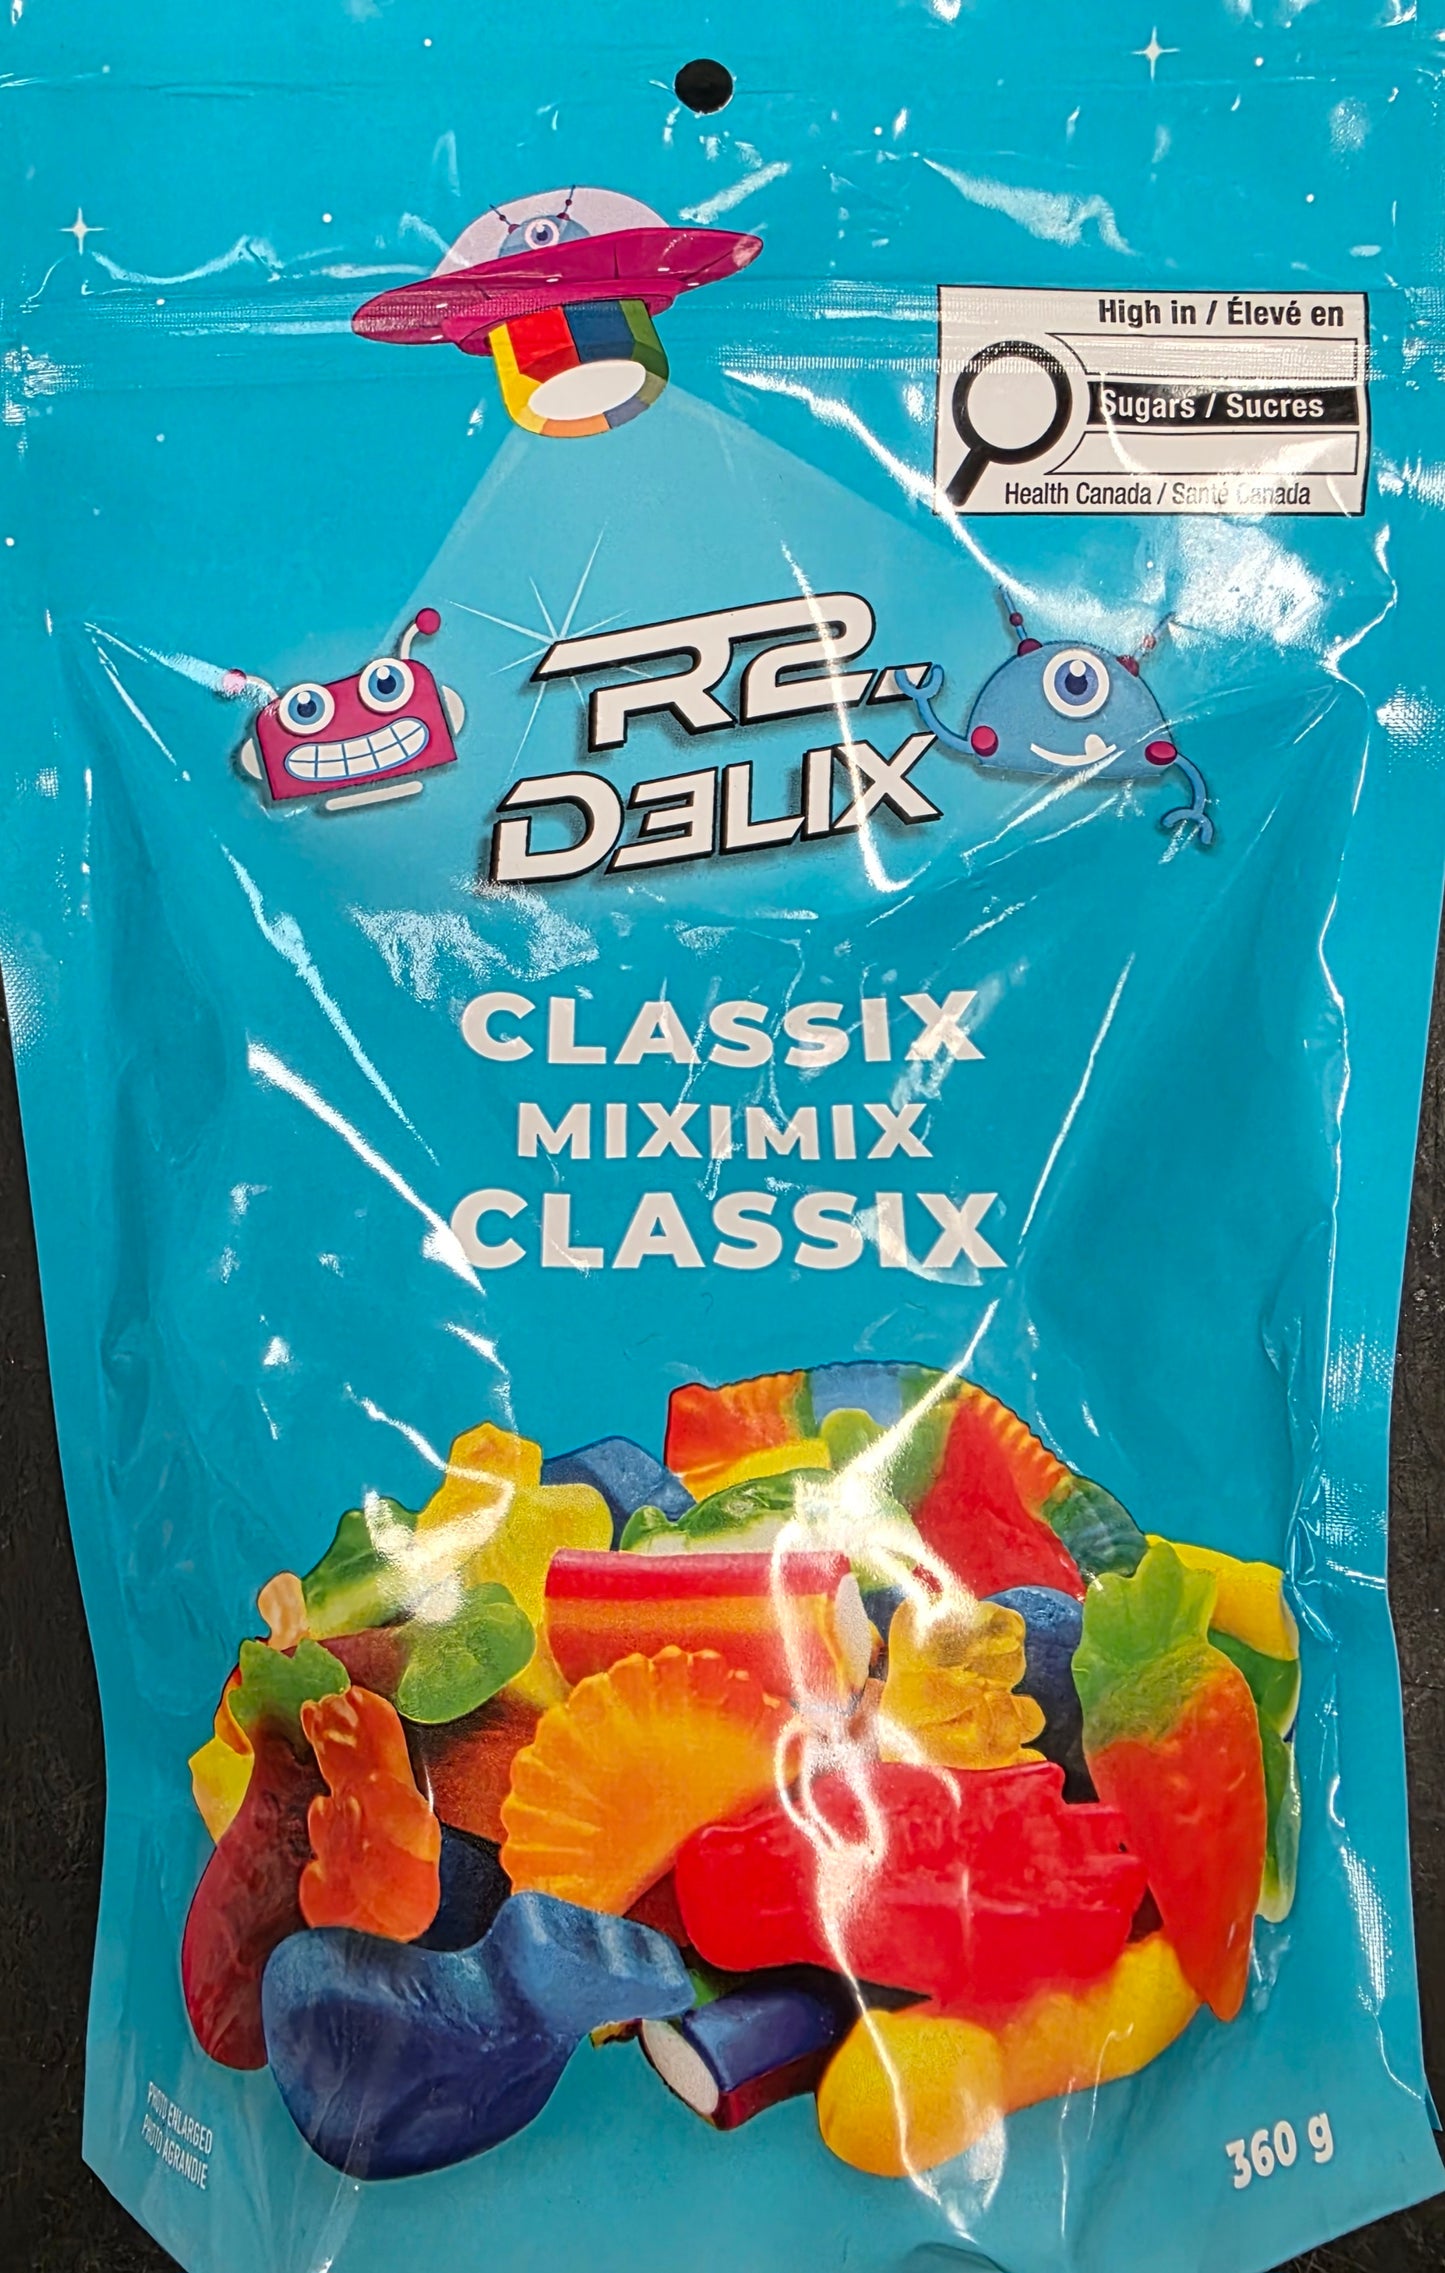 High in / Élevé en
Sugars / Sucres
Health Canada / Santé Canada
R2.
DELIX
CLASSIX
MIXIMIX
CLASSIX
PHOTO ENLARGED
PHOTO AGRANDIE
360 g